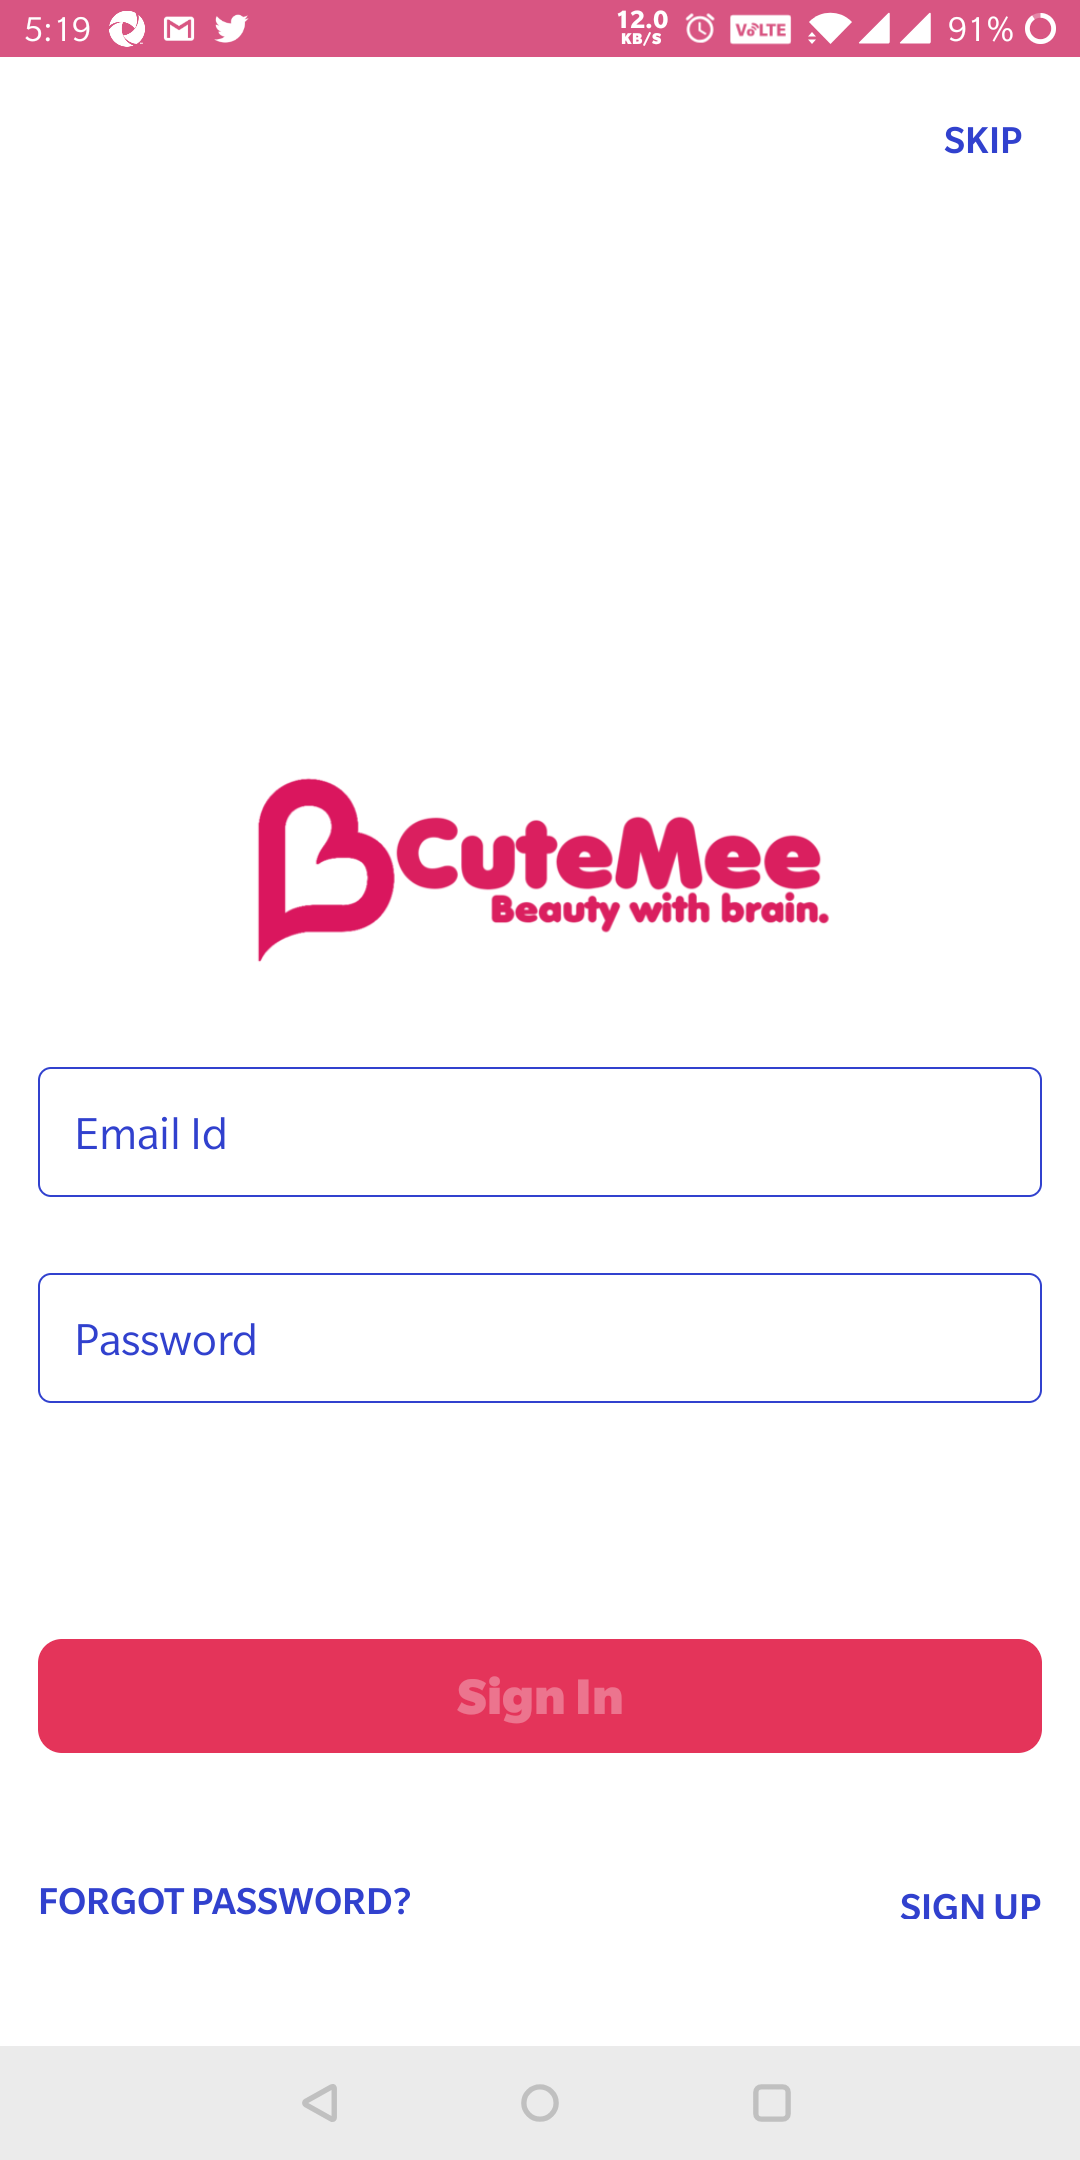 5:19 12.0 KB/S VoLTE 91%
SKIP
BCuteMee
Beauty with brain.
Email Id
Password
Sign In
FORGOT PASSWORD? SIGN UP